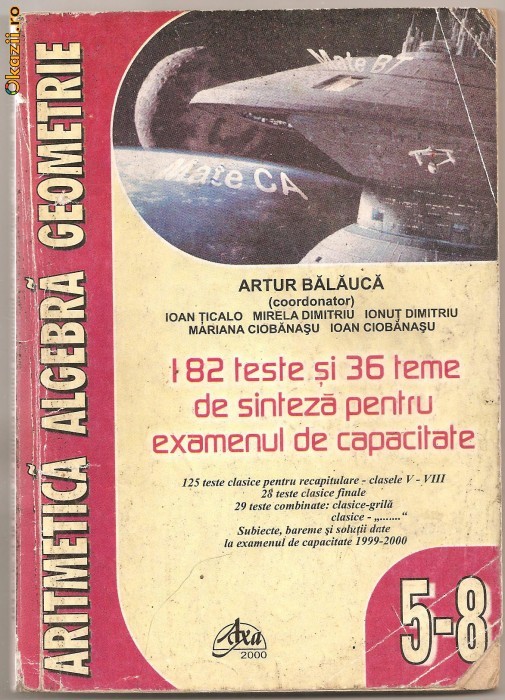 Okazii.ro
ARITMETICĂ ALGEBRĂ GEOMETRIE
Mate BT
Mate CA
ARTUR BĂLĂUCĂ
(coordonator)
IOAN ȚICALO MIRELA DIMITRIU IONUȚ DIMITRIU
MARIANA CIOBĂNAȘU IOAN CIOBĂNAȘU
182 teste și 36 teme
de sinteză pentru
examenul de capacitate
125 teste clasice pentru recapitulare - clasele V - VIII
28 teste clasice finale
29 teste combinate: clasice-grilă
clasice - „.......“
Subiecte, bareme și soluții date
la examenul de capacitate 1999-2000
Axa
2000
5-8